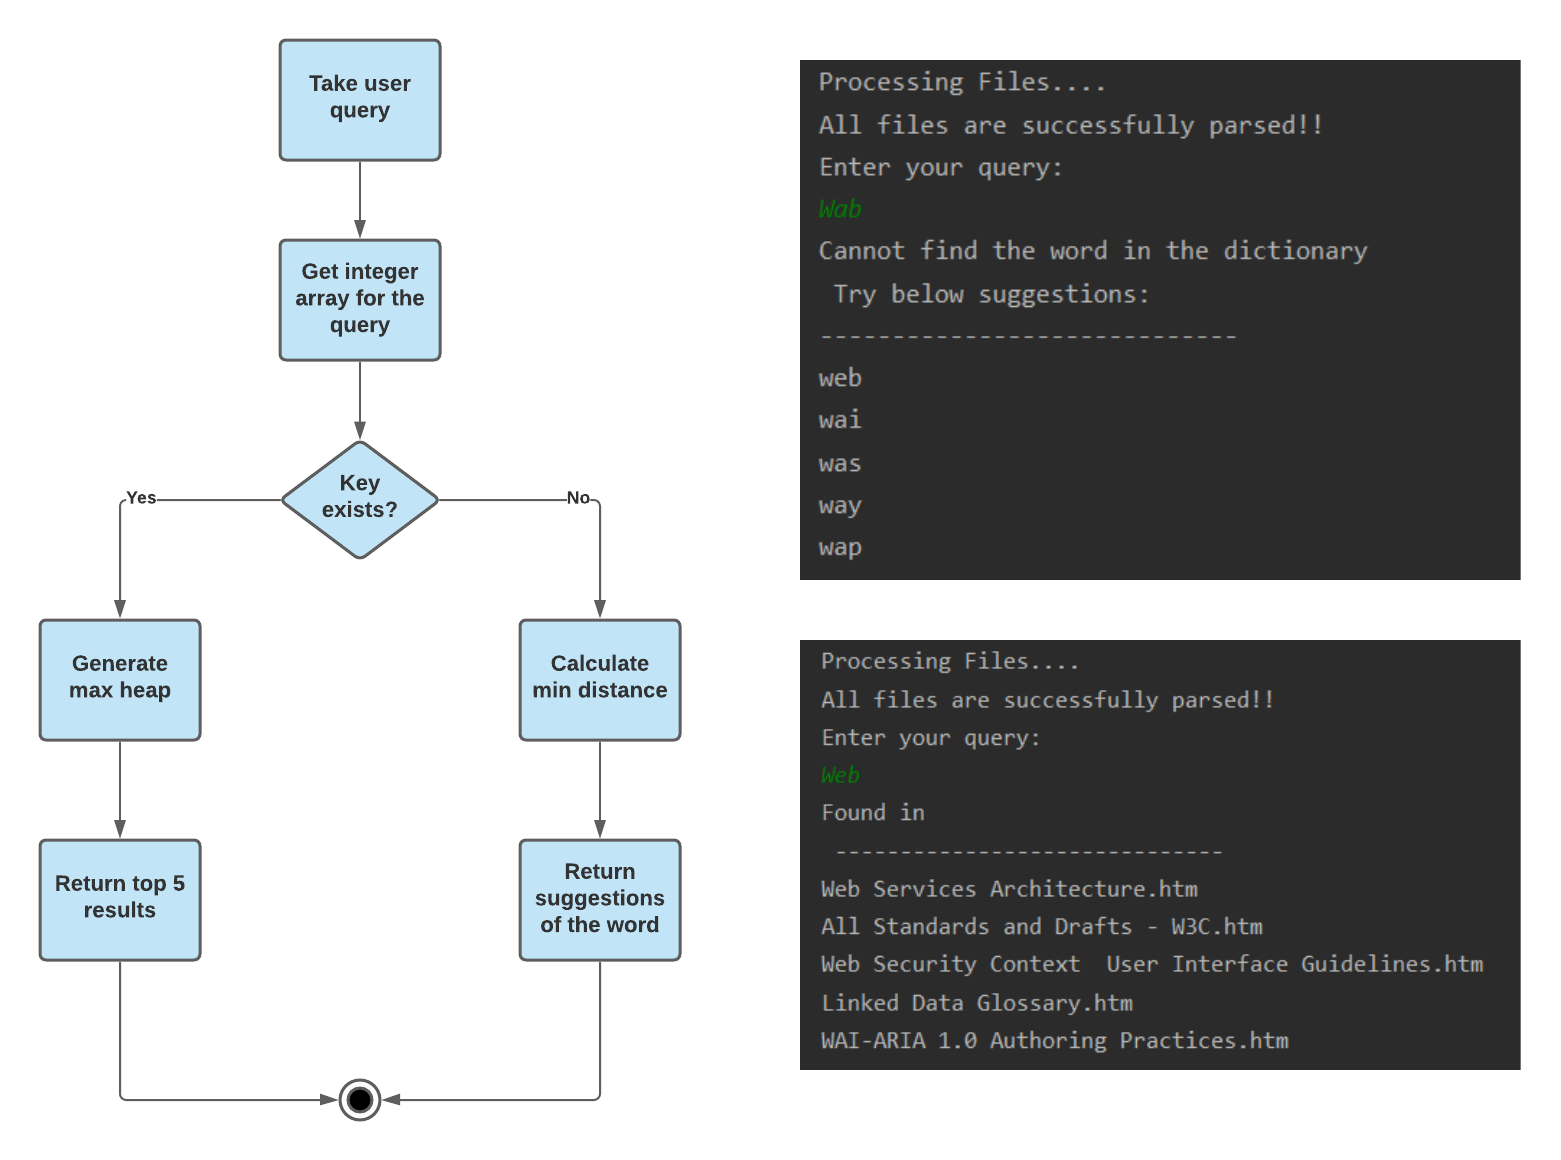 Take user
query
Get integer
array for the
query
Key
exists?
Yes
No
Generate
max heap
Calculate
min distance
Return top 5
results
Return
suggestions
of the word
Processing Files....
All files are successfully parsed!!
Enter your query:
Wab
Cannot find the word in the dictionary
Try below suggestions:
-----------------------------
web
wai
was
way
wap
Processing Files....
All files are successfully parsed!!
Enter your query:
Web
Found in
------------------------------
Web Services Architecture.htm
All Standards and Drafts - W3C.htm
Web Security Context  User Interface Guidelines.htm
Linked Data Glossary.htm
WAI-ARIA 1.0 Authoring Practices.htm